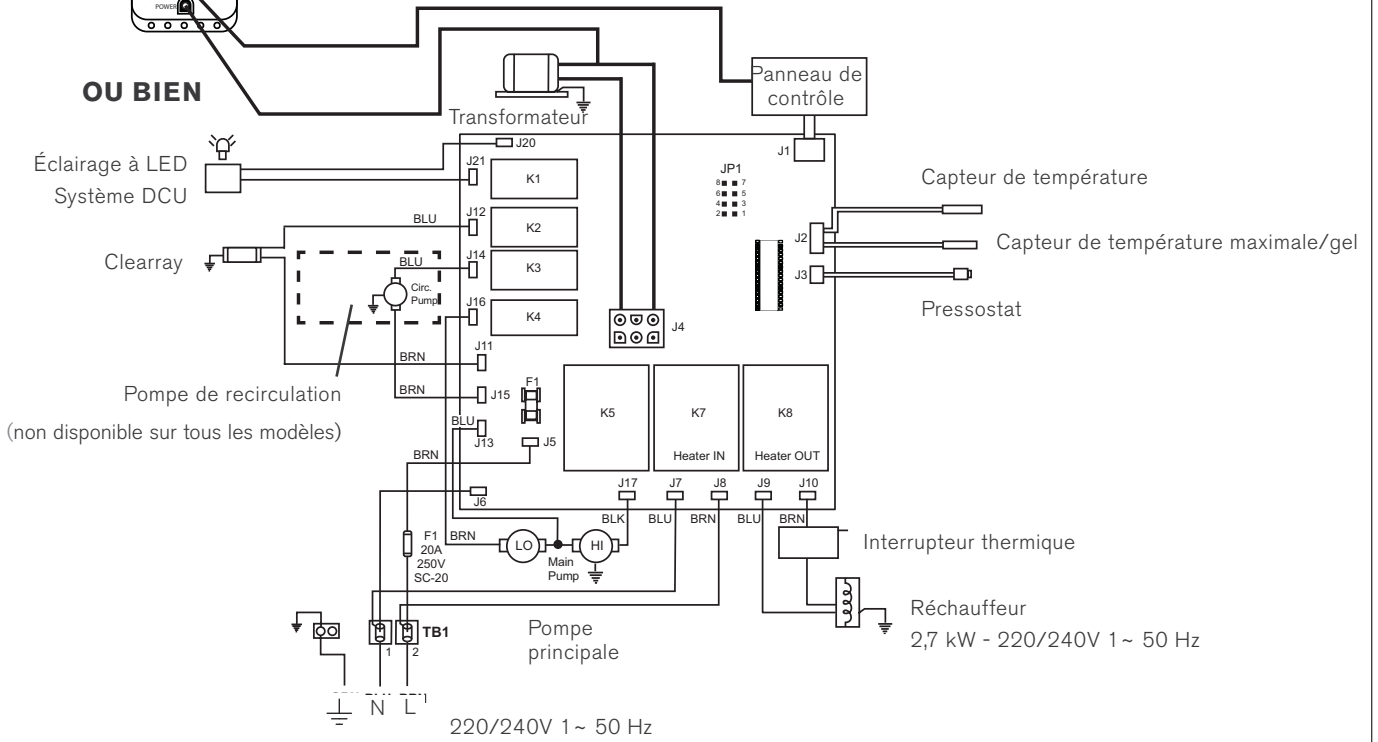 POWER
OU BIEN
Transformateur
Panneau de
contrôle
Éclairage à LED
Système DCU
J20
J21
K1
J1
JP1
8 7
6 5
4 3
2 1
Capteur de température
BLU
J12
K2
J2
Capteur de température maximale/gel
Clearray
BLU
J14
K3
J3
Circ.
Pump
Pressostat
J16
K4
J4
J11
BRN
Pompe de recirculation
(non disponible sur tous les modèles)
BRN
J15
F1
K5
K7
K8
BLU
J13
J5
Heater IN
Heater OUT
BRN
J6
J17
J7
J8
J9
J10
BLK
BLU
BRN
BLU
BRN
F1
20A
250V
SC-20
BRN
LO
HI
Main
Pump
Interrupteur thermique
Réchauffeur
2,7 kW - 220/240V 1~ 50 Hz
TB1
1
2
Pompe
principale
N
L
220/240V 1~ 50 Hz